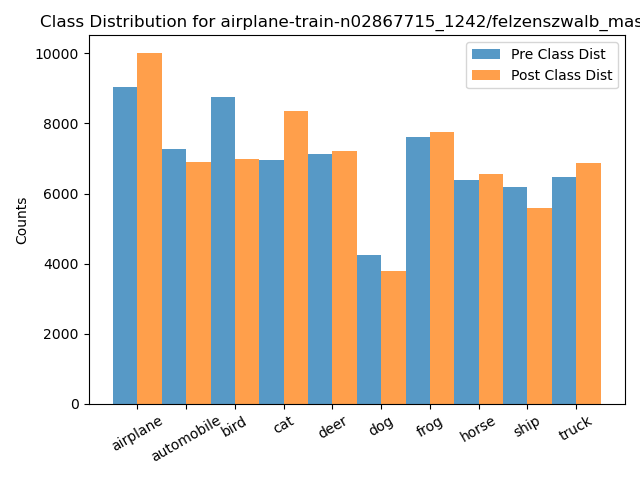 Class Distribution for airplane-train-n02867715_1242/felzenszwalb_mas
Pre Class Dist
Post Class Dist
Counts
10000
8000
6000
4000
2000
0
airplane
automobile
bird
cat
deer
dog
frog
horse
ship
truck